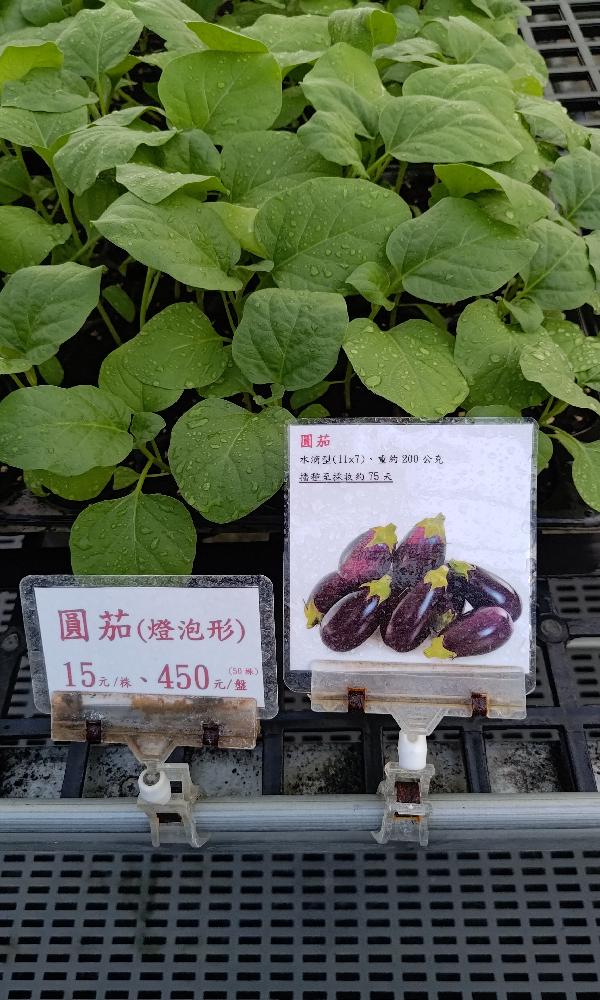 圓茄(燈泡形)
15元/株、450元/盤(50株)
圓茄
水滴型(11x7)、重約200公克
播種至採收約75天